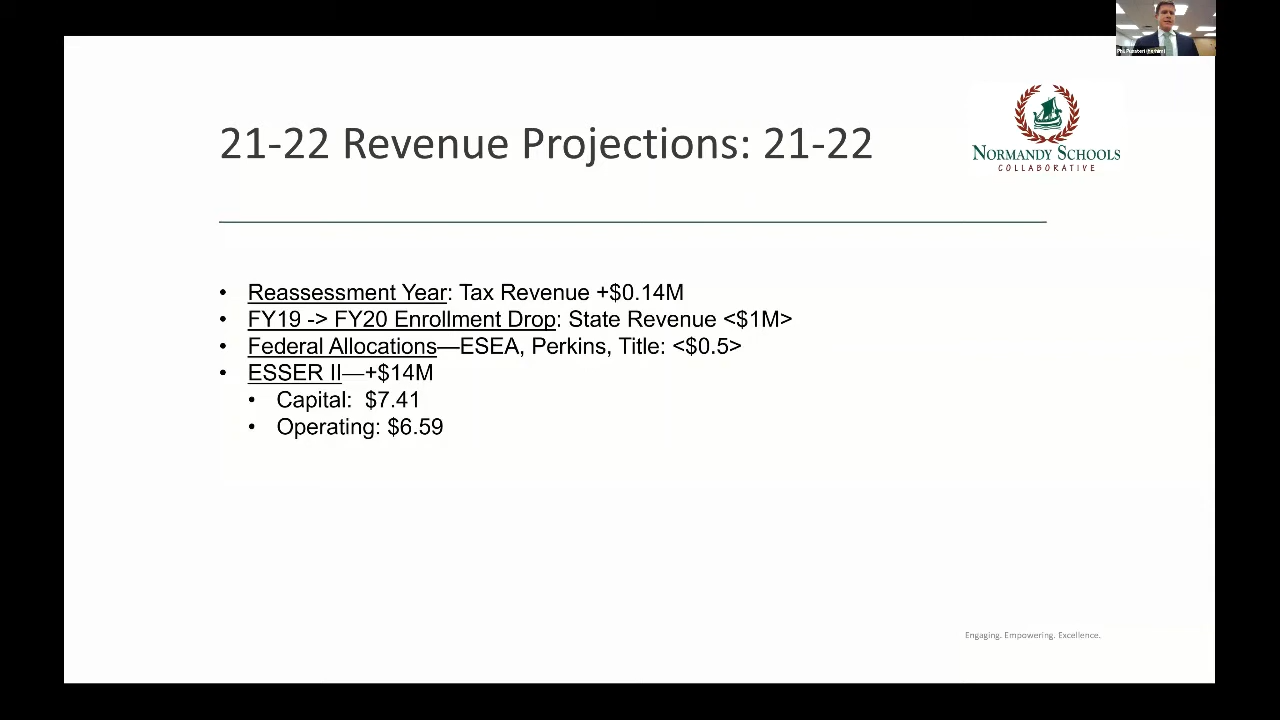 21-22 Revenue Projections: 21-22
NORMANDY SCHOOLS
COLLABORATIVE
• Reassessment Year: Tax Revenue +$0.14M
• FY19 -> FY20 Enrollment Drop: State Revenue <$1M>
• Federal Allocations—ESEA, Perkins, Title: <$0.5>
• ESSER II—+$14M
• Capital: $7.41
• Operating: $6.59
Engaging. Empowering. Excellence.